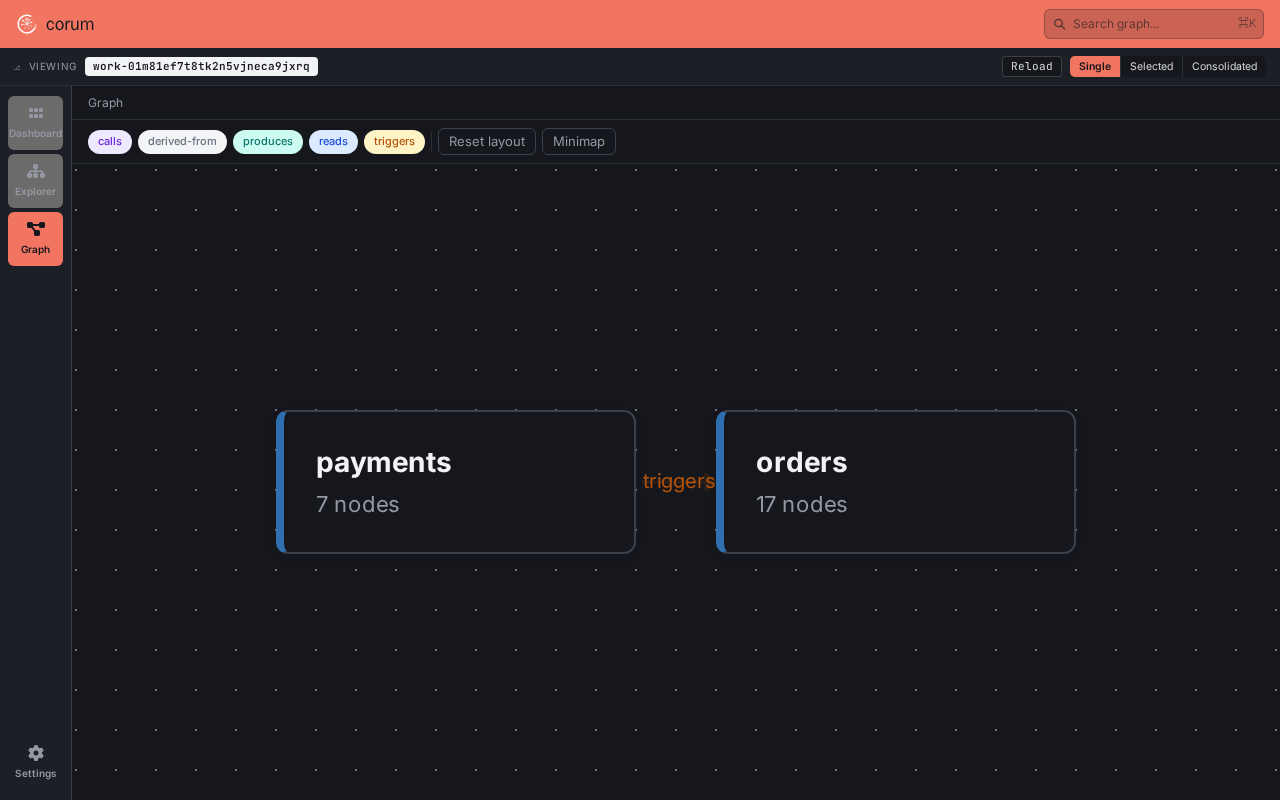 corum
Search graph... ⌘K
VIEWING work-01m81ef7t8tk2n5vjneca9jxrq
Reload Single Selected Consolidated
Graph
calls derived-from produces reads triggers Reset layout Minimap
Dashboard
Explorer
Graph
payments
7 nodes
triggers
orders
17 nodes
Settings